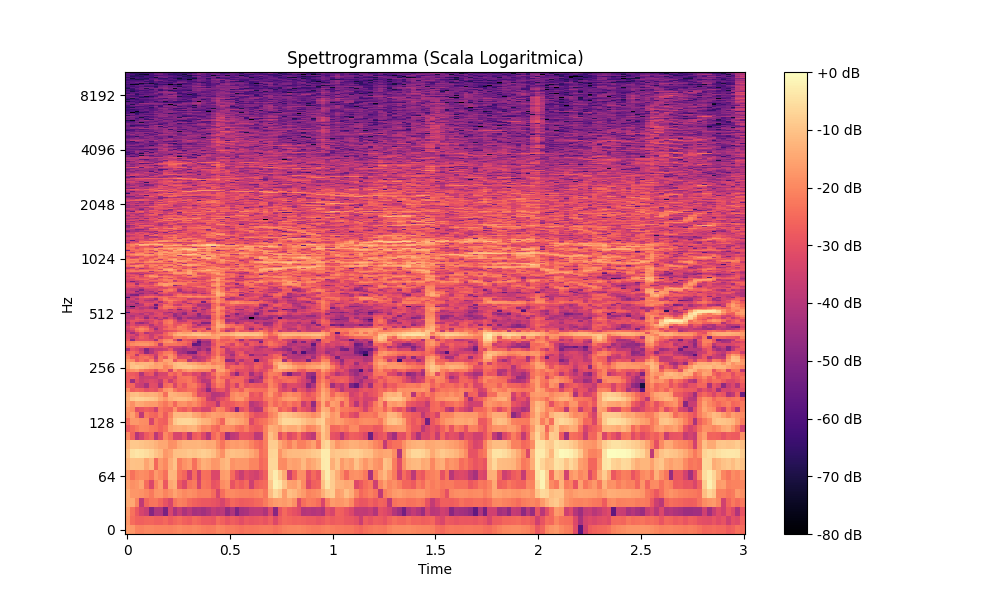 Spettrogramma (Scala Logaritmica)
8192
4096
2048
1024
512
256
128
64
0
Hz
0
0.5
1
1.5
2
2.5
3
Time
+0 dB
-10 dB
-20 dB
-30 dB
-40 dB
-50 dB
-60 dB
-70 dB
-80 dB